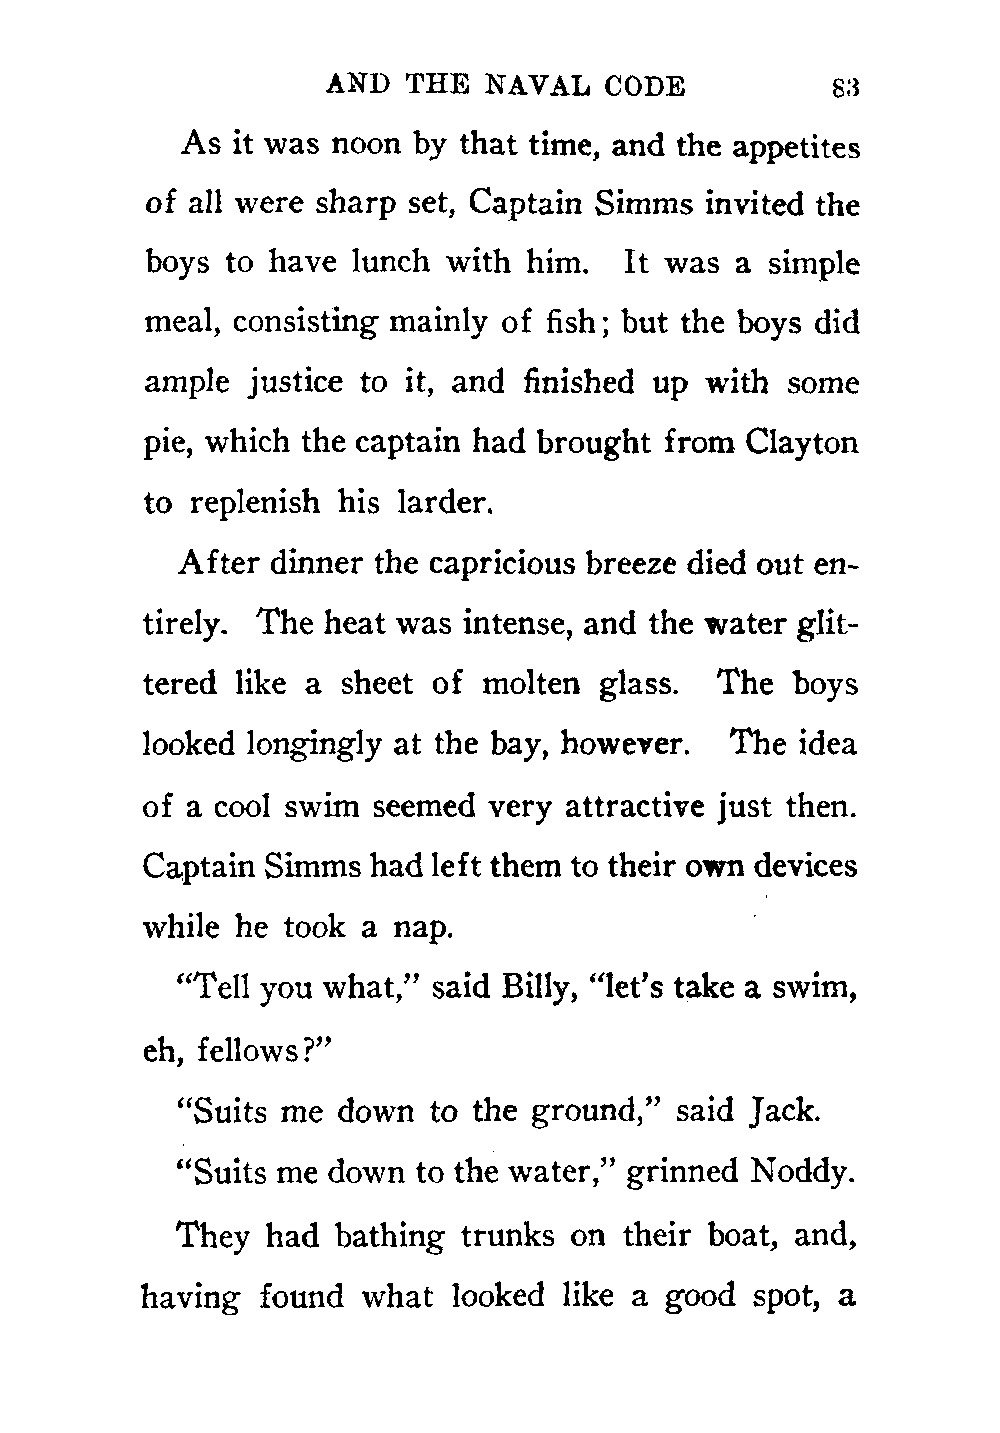 AND THE NAVAL CODE 83
As it was noon by that time, and the appetites
of all were sharp set, Captain Simms invited the
boys to have lunch with him. It was a simple
meal, consisting mainly of fish; but the boys did
ample justice to it, and finished up with some
pie, which the captain had brought from Clayton
to replenish his larder.
After dinner the capricious breeze died out en-
tirely. The heat was intense, and the water glit-
tered like a sheet of molten glass. The boys
looked longingly at the bay, however. The idea
of a cool swim seemed very attractive just then.
Captain Simms had left them to their own devices
while he took a nap.
“Tell you what,” said Billy, “let’s take a swim,
eh, fellows?”
“Suits me down to the ground,” said Jack.
“Suits me down to the water,” grinned Noddy.
They had bathing trunks on their boat, and,
having found what looked like a good spot, a